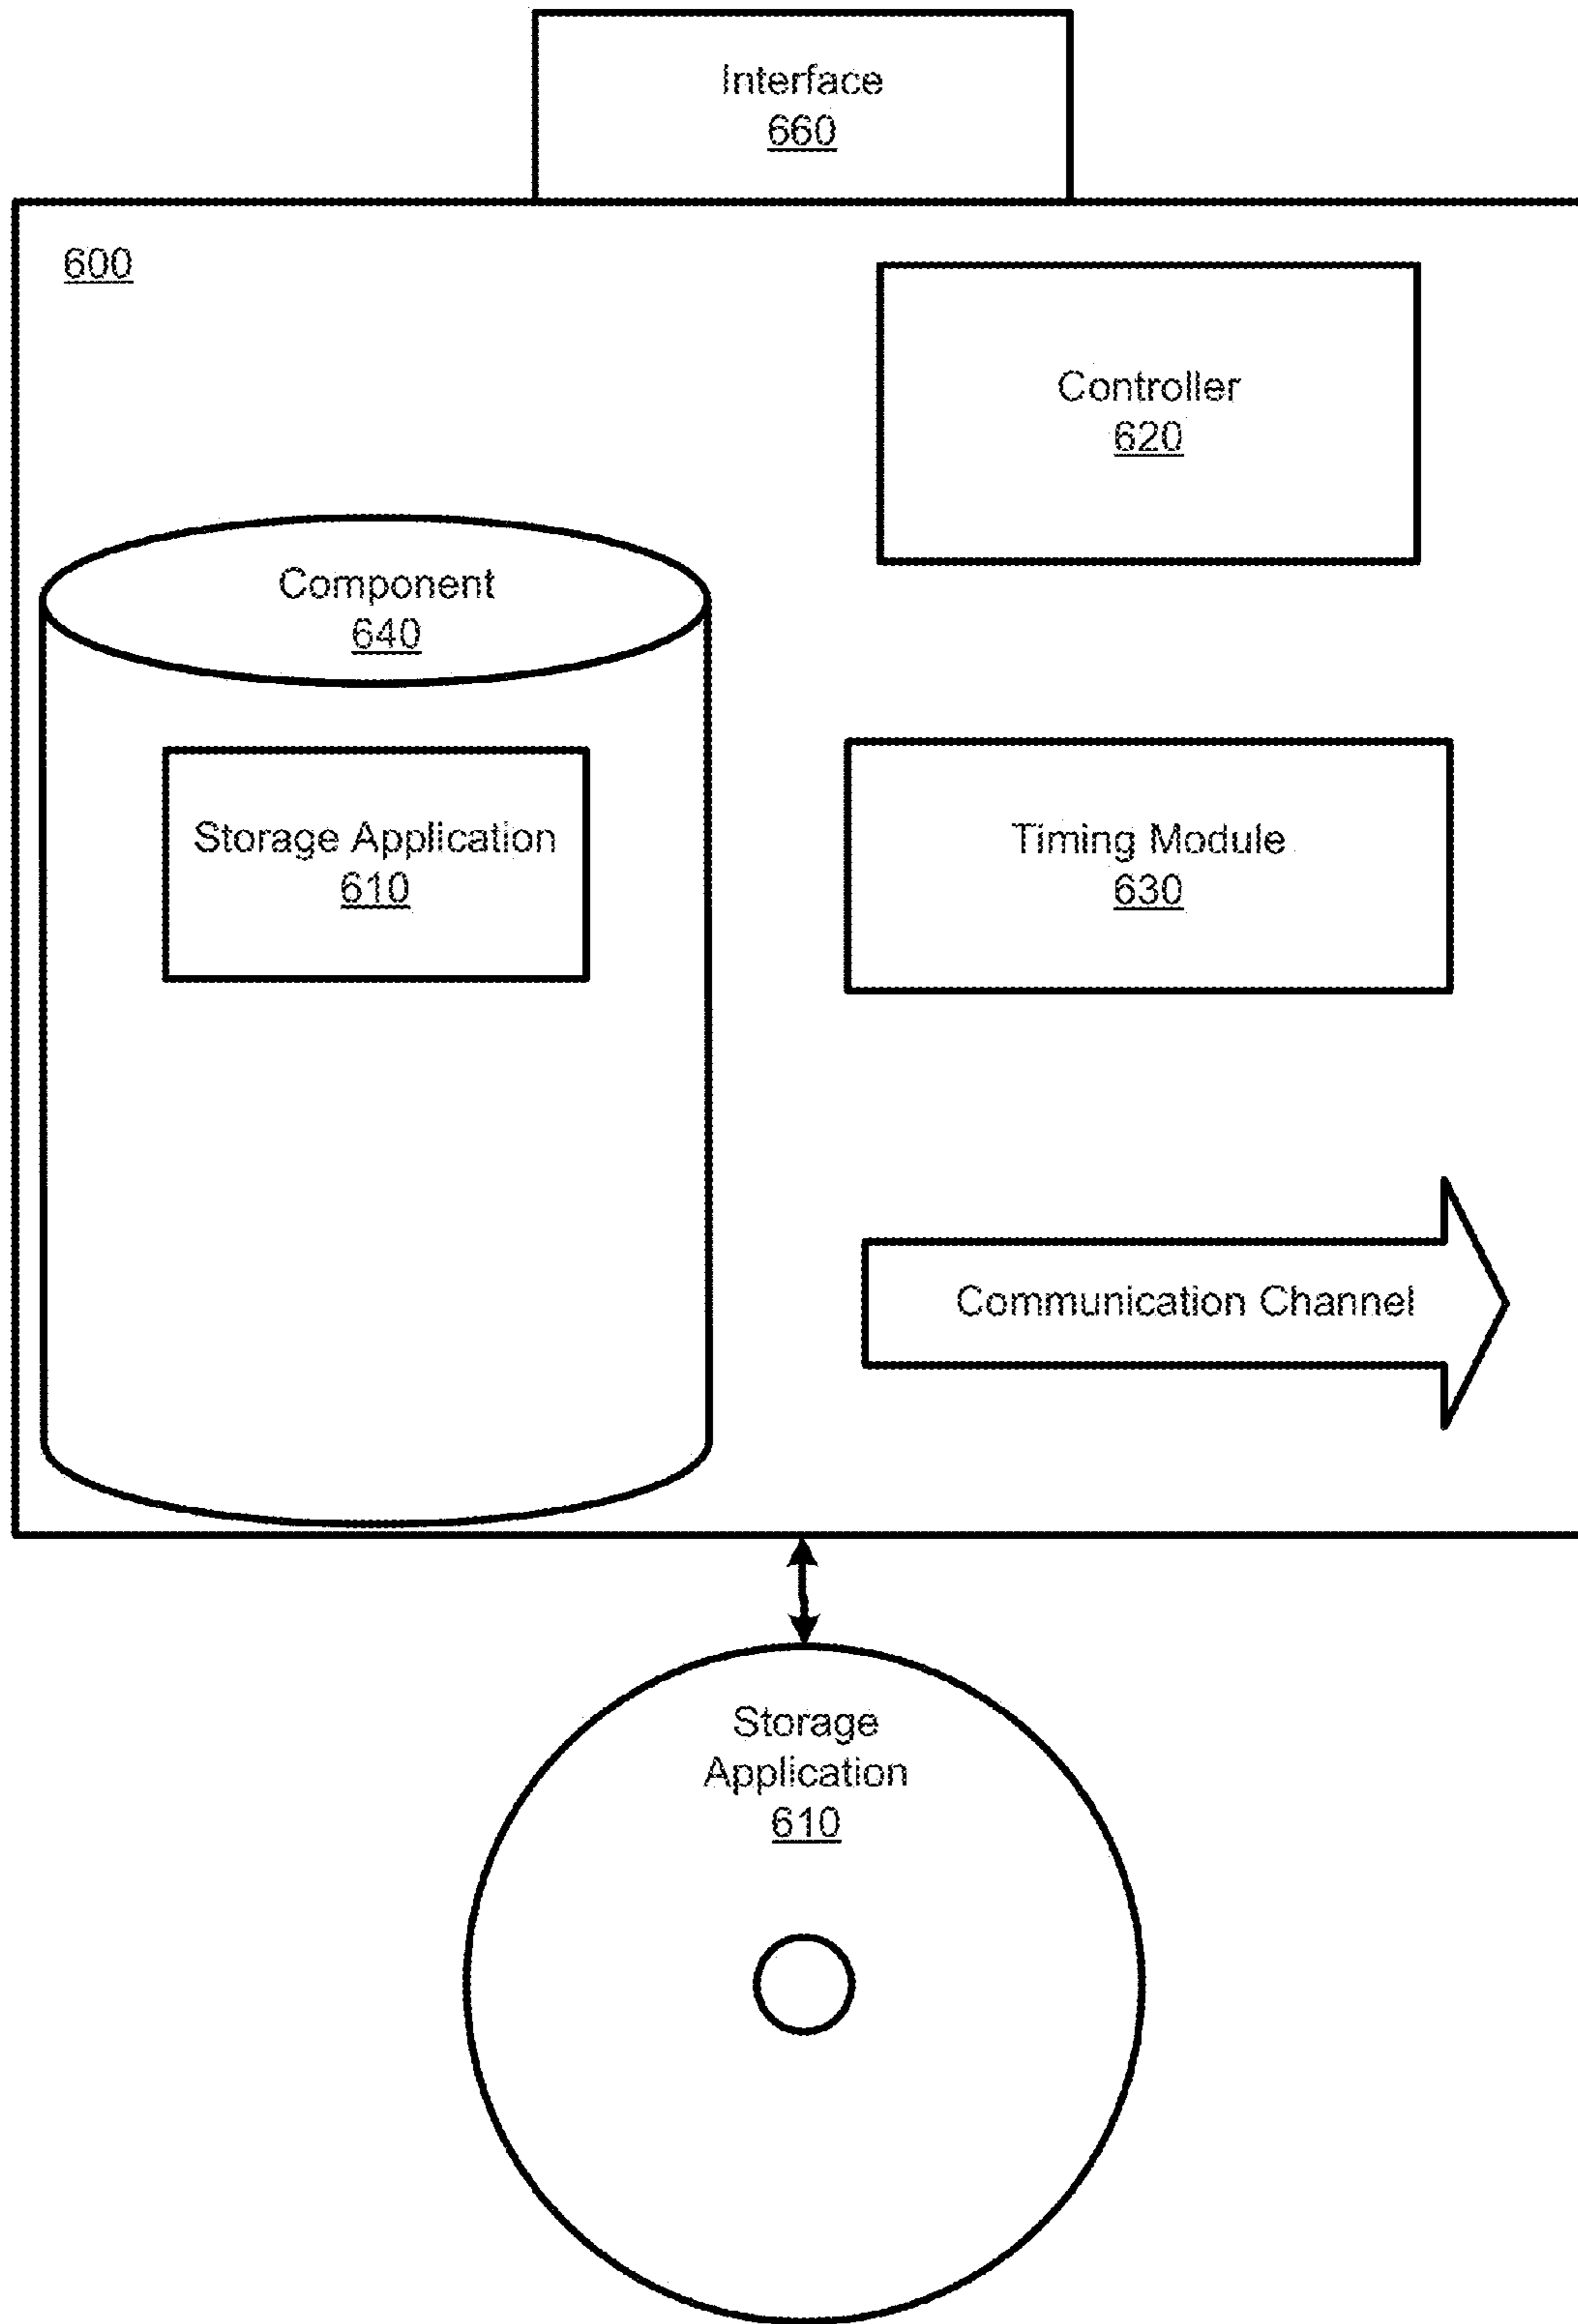 Interface
660
600
Controller
620
Component
640
Storage Application
610
Timing Module
630
Communication Channel
Storage
Application
610